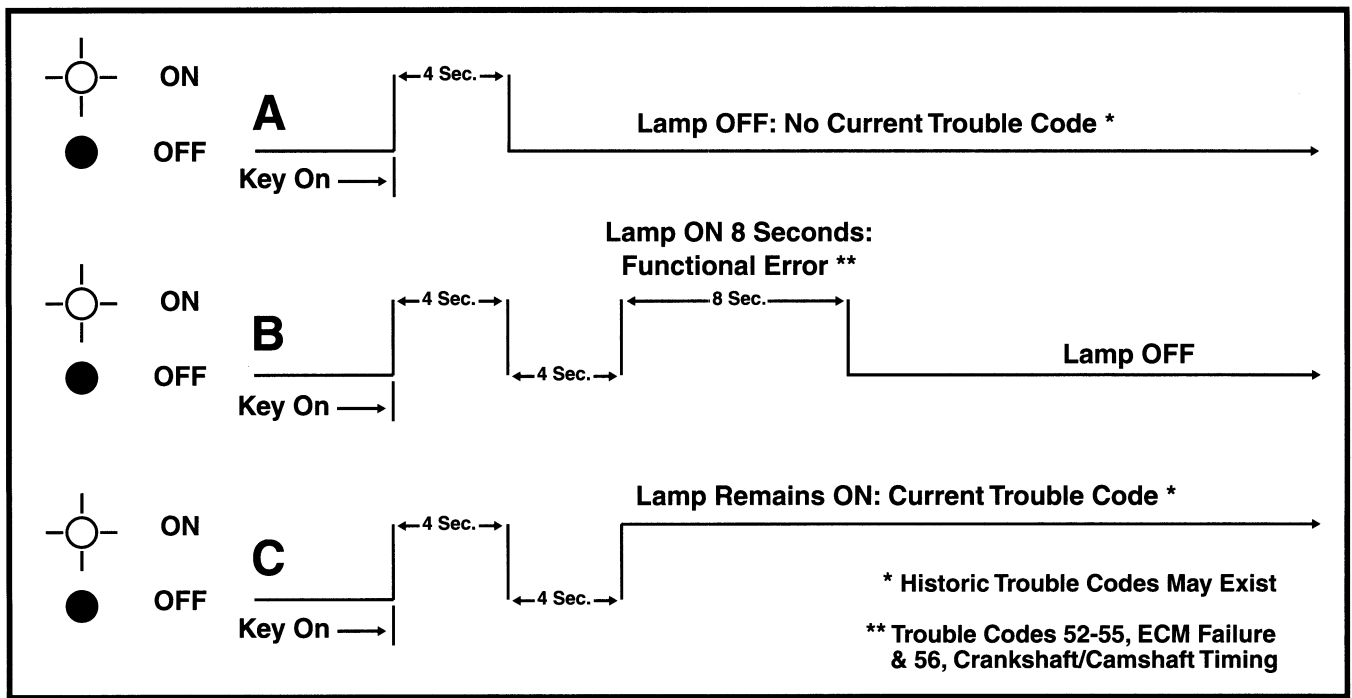 ON
4 Sec.
A
Lamp OFF: No Current Trouble Code *
OFF
Key On
Lamp ON 8 Seconds:
Functional Error **
ON
4 Sec.
8 Sec.
B
Lamp OFF
OFF
4 Sec.
Key On
Lamp Remains ON: Current Trouble Code *
ON
4 Sec.
C
* Historic Trouble Codes May Exist
OFF
4 Sec.
Key On
** Trouble Codes 52-55, ECM Failure
& 56, Crankshaft/Camshaft Timing